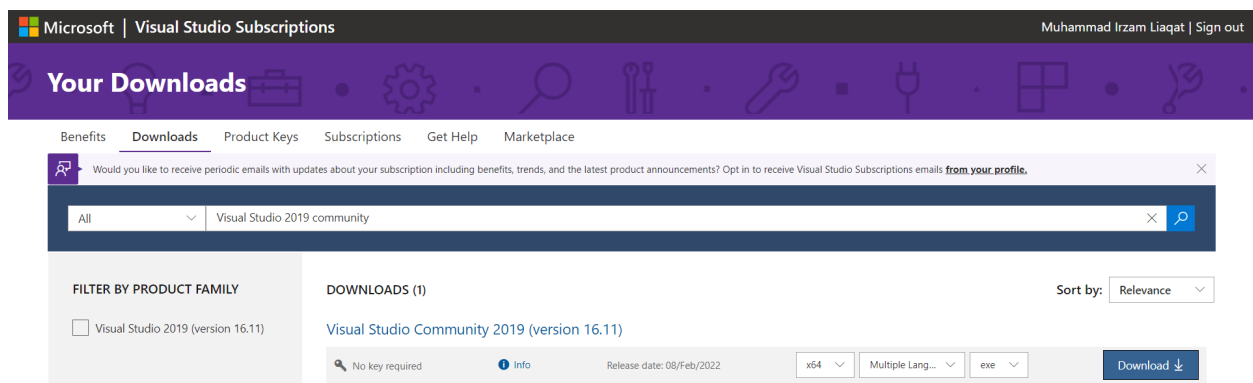 Microsoft | Visual Studio Subscriptions
Muhammad Irzam Liaqat | Sign out
Your Downloads
Benefits Downloads Product Keys Subscriptions Get Help Marketplace
Would you like to receive periodic emails with updates about your subscription including benefits, trends, and the latest product announcements? Opt in to receive Visual Studio Subscriptions emails from your profile.
All Visual Studio 2019 community
FILTER BY PRODUCT FAMILY
Visual Studio 2019 (version 16.11)
DOWNLOADS (1)
Sort by: Relevance
Visual Studio Community 2019 (version 16.11)
No key required Info Release date: 08/Feb/2022 x64 Multiple Lang... exe Download